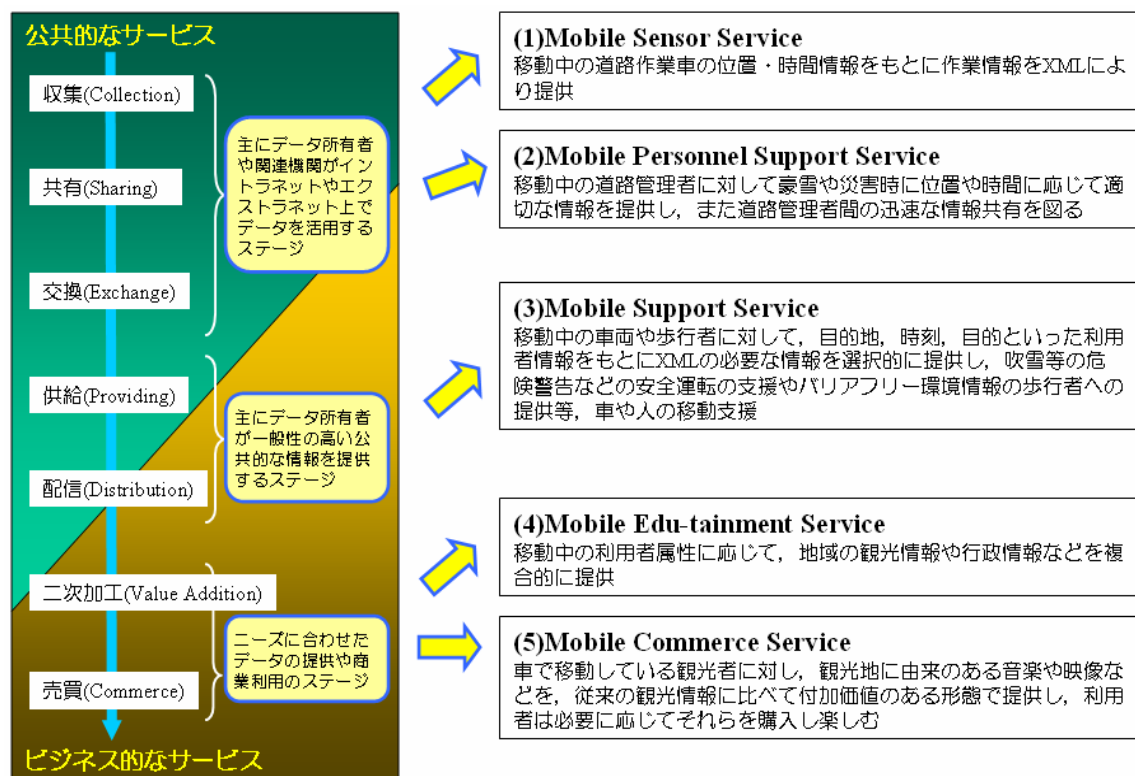 公共的なサービス
収集(Collection)
共有(Sharing)
交換(Exchange)
主にデータ所有者
や関連機関がイン
トラネットやエク
ストラネット上で
データを活用する
ステージ
供給(Providing)
配信(Distribution)
主にデータ所有者
が一般性の高い公
共的な情報を提供
するステージ
二次加工(Value Addition)
売買(Commerce)
ニーズに合わせた
データの提供や商
業利用のステージ
ビジネス的なサービス
(1)Mobile Sensor Service
移動中の道路作業車の位置・時間情報をもとに作業情報をXMLによ
り提供
(2)Mobile Personnel Support Service
移動中の道路管理者に対して豪雪や災害時に位置や時間に応じて適
切な情報を提供し，また道路管理者間の迅速な情報共有を図る
(3)Mobile Support Service
移動中の車両や歩行者に対して，目的地，時刻，目的といった利用
者情報をもとにXMLの必要な情報を選択的に提供し，吹雪等の危
険警告などの安全運転の支援やバリアフリー環境情報の歩行者への
提供等，車や人の移動支援
(4)Mobile Edu-tainment Service
移動中の利用者属性に応じて，地域の観光情報や行政情報などを複
合的に提供
(5)Mobile Commerce Service
車で移動している観光者に対し，観光地に由来のある音楽や映像な
どを，従来の観光情報に比べて付加価値のある形態で提供し，利用
者は必要に応じてそれらを購入し楽しむ